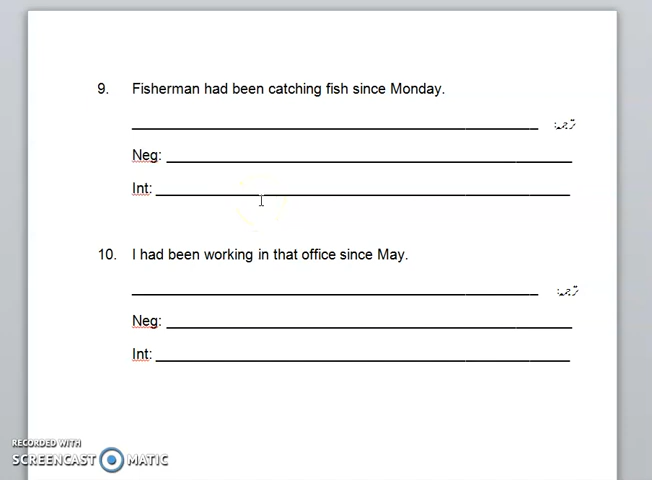 9. Fisherman had been catching fish since Monday.
ترجمہ
Neg:
Int:
10. I had been working in that office since May.
ترجمہ
Neg:
Int:
RECORDED WITH
SCREENCAST MATIC